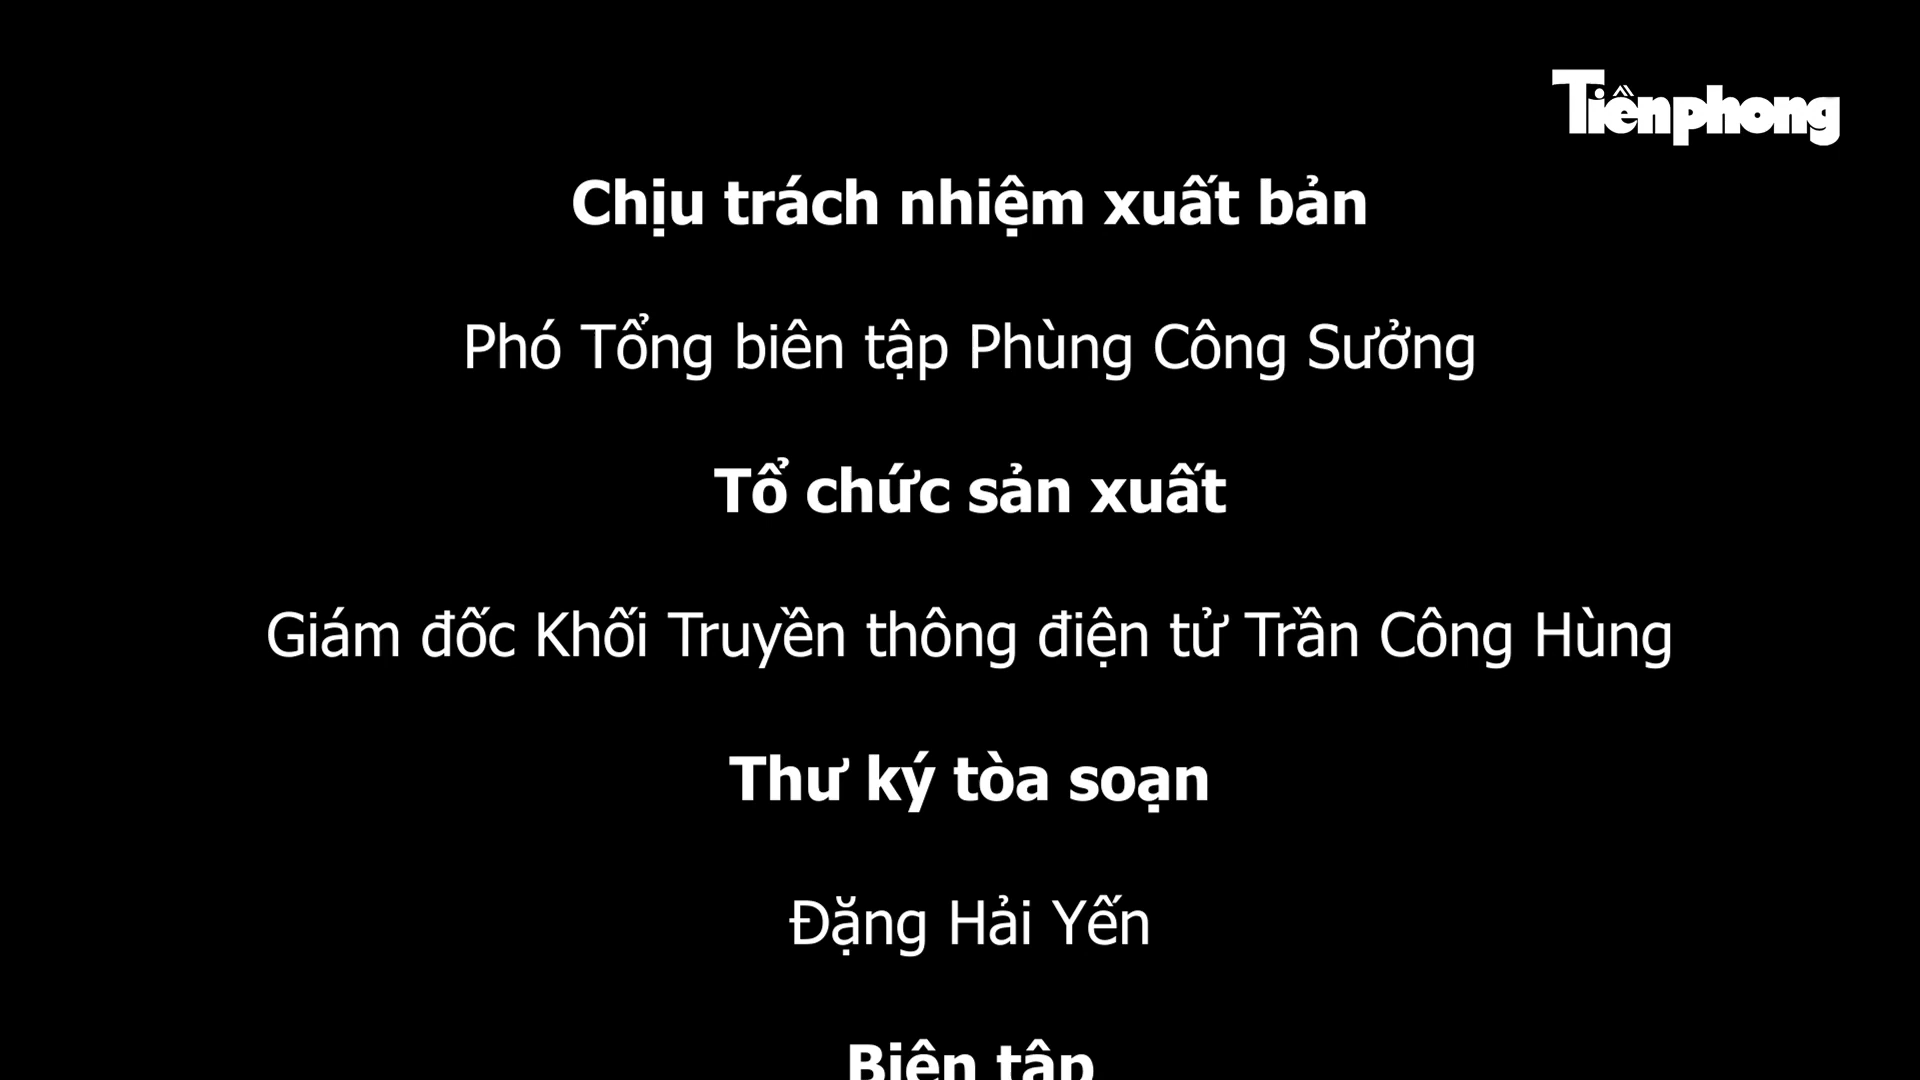 Tiênphong
Chịu trách nhiệm xuất bản
Phó Tổng biên tập Phùng Công Sưởng
Tổ chức sản xuất
Giám đốc Khối Truyền thông điện tử Trần Công Hùng
Thư ký tòa soạn
Đặng Hải Yến
Biên tập